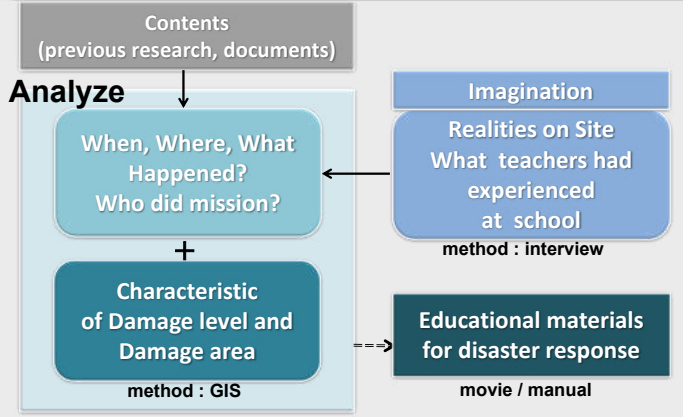 Contents
(previous research, documents)
Analyze
When, Where, What
Happened?
Who did mission?
+
Characteristic
of Damage level and
Damage area
method : GIS
Imagination
Realities on Site
What teachers had
experienced
at school
method : interview
Educational materials
for disaster response
movie / manual